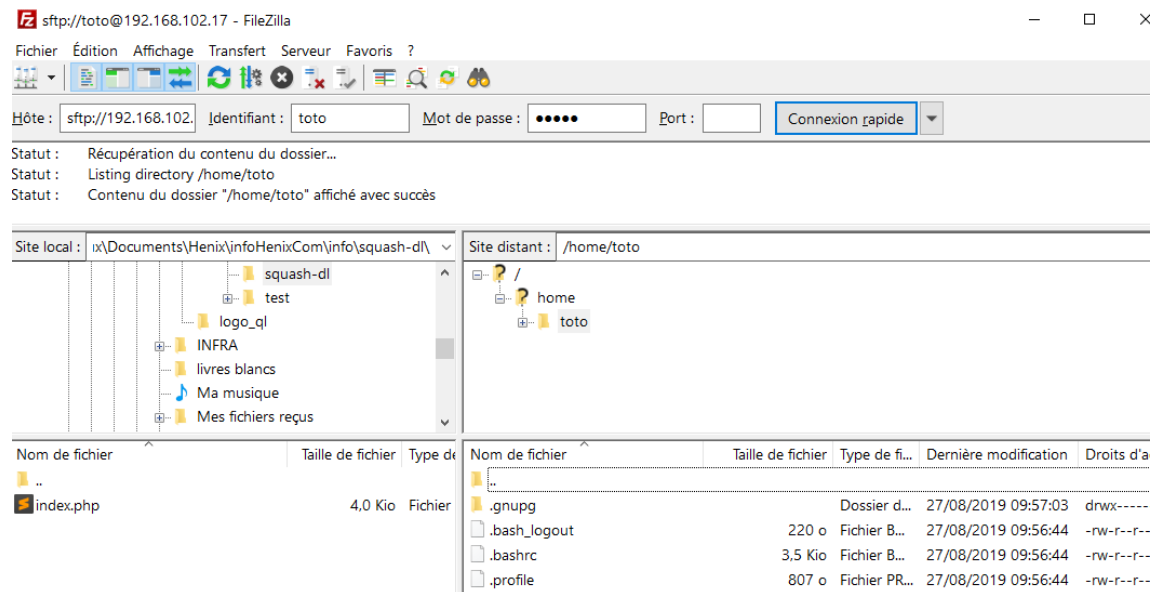 sftp://toto@192.168.102.17 - FileZilla
Fichier Édition Affichage Transfert Serveur Favoris ?
Hôte : sftp://192.168.102. Identifiant : toto Mot de passe : ●●●●● Port : Connexion rapide
Statut : Récupération du contenu du dossier...
Statut : Listing directory /home/toto
Statut : Contenu du dossier "/home/toto" affiché avec succès
Site local : ıx\Documents\Henix\infoHenixCom\info\squash-dl\
squash-dl
test
logo_ql
INFRA
livres blancs
Ma musique
Mes fichiers reçus
Site distant : /home/toto
/
home
toto
Nom de fichier Taille de fichier Type de
..
index.php 4,0 Kio Fichier
Nom de fichier Taille de fichier Type de fi... Dernière modification Droits d'a
..
.gnupg Dossier d... 27/08/2019 09:57:03 drwx-----
.bash_logout 220 o Fichier B... 27/08/2019 09:56:44 -rw-r--r--
.bashrc 3,5 Kio Fichier B... 27/08/2019 09:56:44 -rw-r--r--
.profile 807 o Fichier PR... 27/08/2019 09:56:44 -rw-r--r--